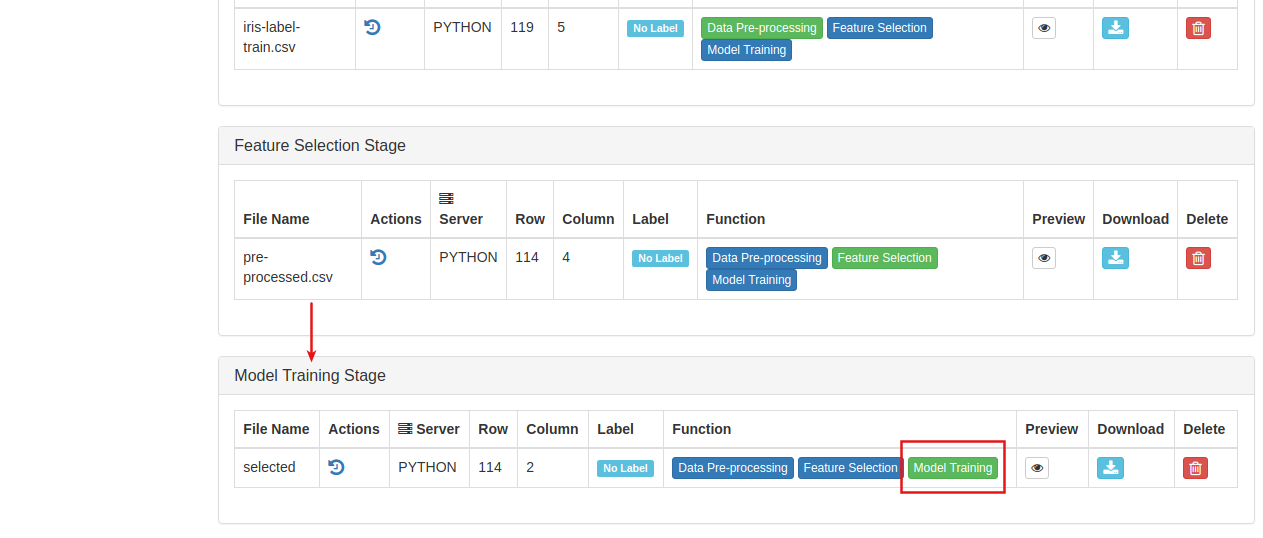 iris-label-
train.csv
PYTHON 119 5 No Label Data Pre-processing Feature Selection
Model Training
Feature Selection Stage
File Name Actions Server Row Column Label Function Preview Download Delete
pre-
processed.csv
PYTHON 114 4 No Label Data Pre-processing Feature Selection
Model Training
Model Training Stage
File Name Actions Server Row Column Label Function Preview Download Delete
selected PYTHON 114 2 No Label Data Pre-processing Feature Selection Model Training